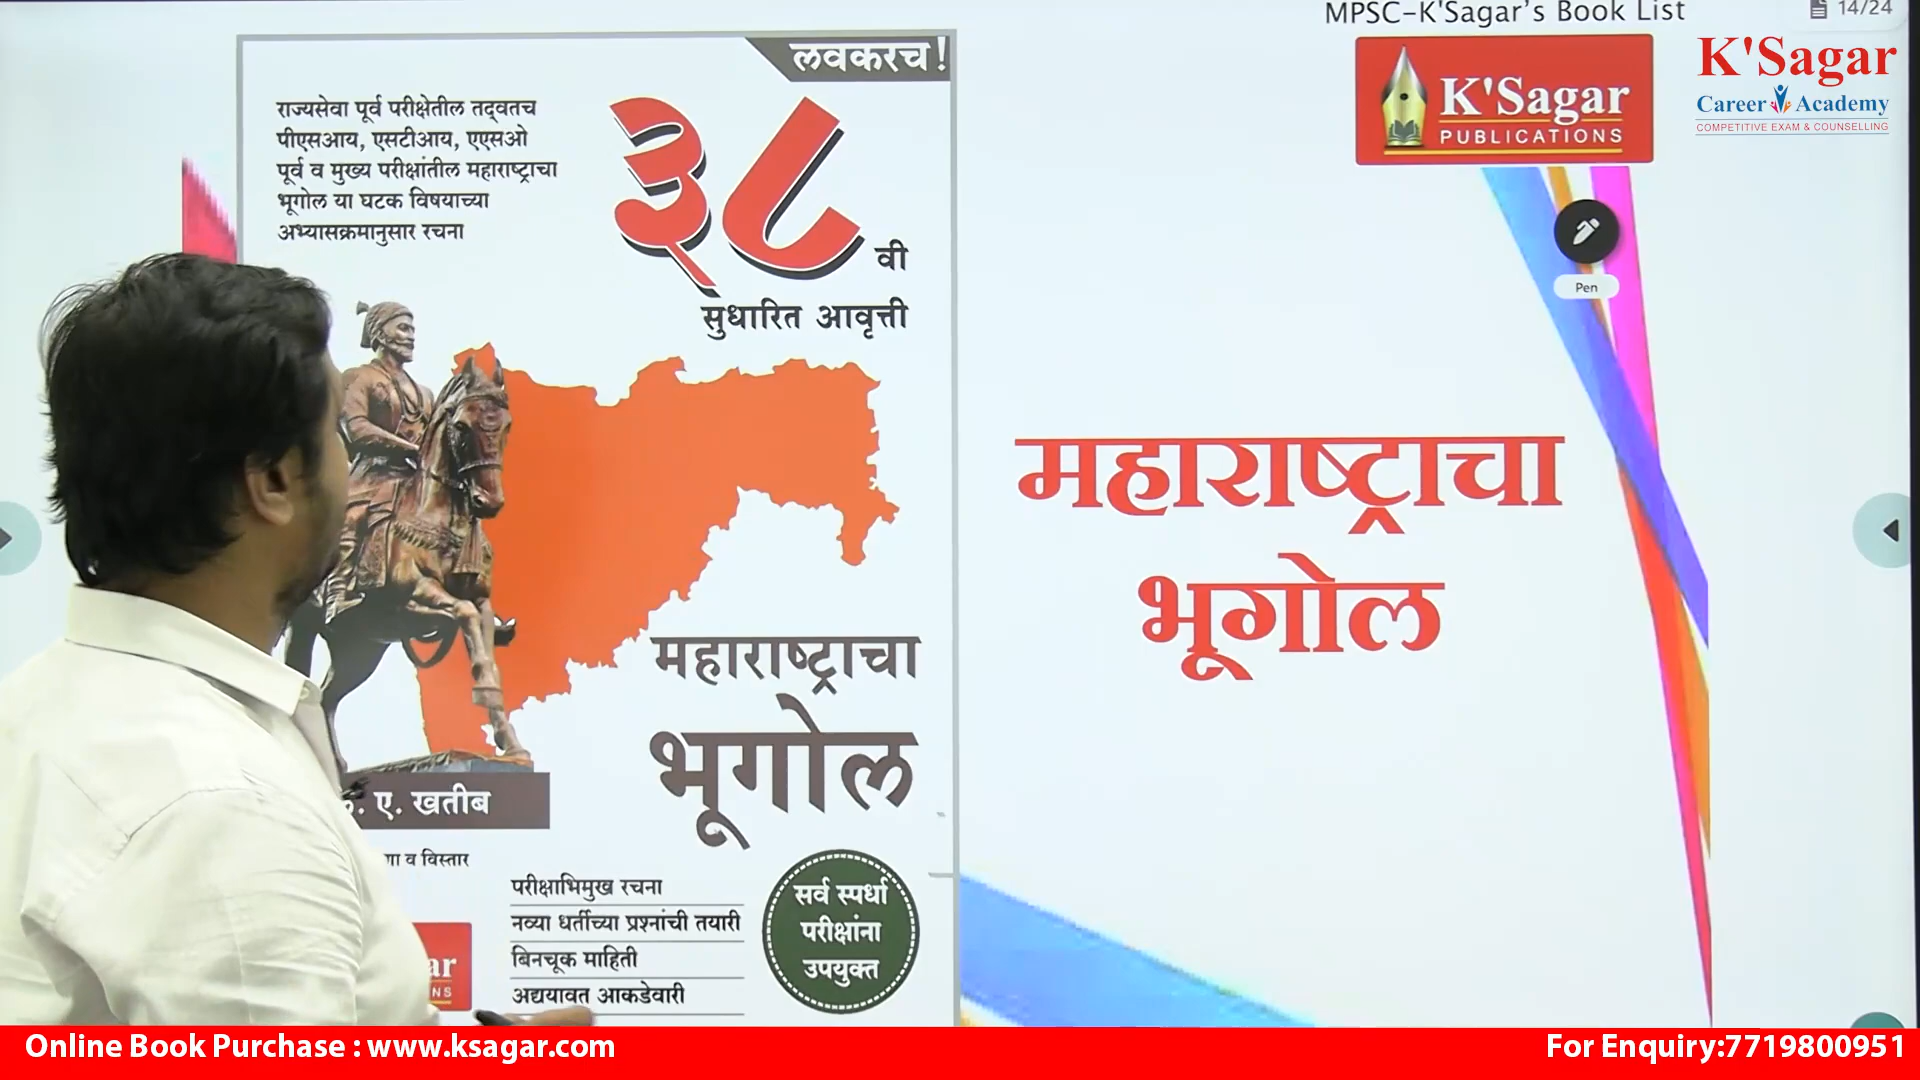 MPSC-K'Sagar's Book List
14/24
K'Sagar
PUBLICATIONS
K'Sagar
Career Academy
COMPETITIVE EXAM & COUNSELLING
Pen
लवकरच!
राज्यसेवा पूर्व परीक्षेतील तद्वतच
पीएसआय, एसटीआय, एएसओ
पूर्व व मुख्य परीक्षांतील महाराष्ट्राचा
भूगोल या घटक विषयाच्या
अभ्यासक्रमानुसार रचना
३८
वी
सुधारित आवृत्ती
महाराष्ट्राचा
भूगोल
ए. खतीब
व विस्तार
परीक्षाभिमुख रचना
नव्या धर्तीच्या प्रश्नांची तयारी
बिनचूक माहिती
अद्ययावत आकडेवारी
सर्व स्पर्धा
परीक्षांना
उपयुक्त
महाराष्ट्राचा
भूगोल
Online Book Purchase : www.ksagar.com
For Enquiry:7719800951